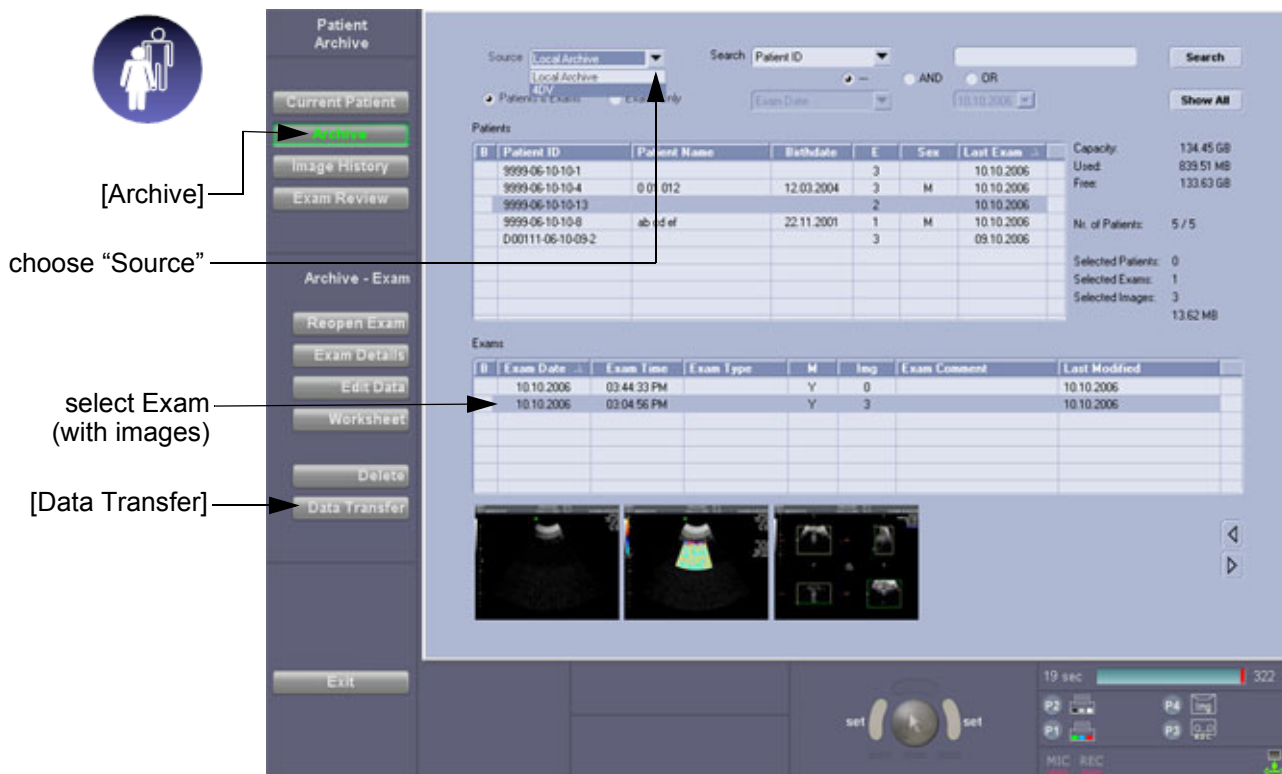 Patient
Archive
Current Patient
Archive
Image History
Exam Review
Archive - Exam
Reopen Exam
Exam Details
Edit Data
Worksheet
Delete
Data Transfer
Exit
[Archive]
choose “Source”
select Exam
(with images)
[Data Transfer]
Source Local Archive Search Patient ID Search
Local Archive
4DV
-- AND OR
Patients & Exams Exams only Exam Date 10.10.2006 Show All
Patients
B Patient ID Patient Name Birthdate E Sex Last Exam
9999-06-10-10-1 3 10.10.2006
9999-06-10-10-4 0 01 012 12.03.2004 3 M 10.10.2006
9999-06-10-10-13 2 10.10.2006
9999-06-10-10-8 ab cd ef 22.11.2001 1 M 10.10.2006
D00111-06-10-09-2 3 09.10.2006
Capacity: 134.45 GB
Used: 839.51 MB
Free: 133.63 GB
Nr. of Patients: 5 / 5
Selected Patients: 0
Selected Exams: 1
Selected Images: 3
13.62 MB
Exams
B Exam Date Exam Time Exam Type M Img Exam Comment Last Modified
10.10.2006 03:44:33 PM Y 0 10.10.2006
10.10.2006 03:04:56 PM Y 3 10.10.2006
set set
19 sec 322
P2 P4 Img
P1 P3 REC
MIC REC